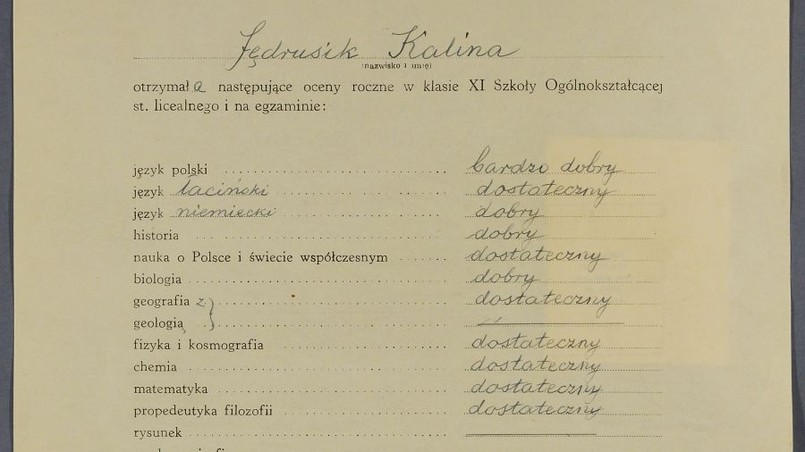 Jędrusik Kalina
(nazwisko i imię)
otrzymała następujące oceny roczne w klasie XI Szkoły Ogólnokształcącej
st. licealnego i na egzaminie:
język polski bardzo dobry
język łaciński dostateczny
język niemiecki dobry
historia dobry
nauka o Polsce i świecie współczesnym dostateczny
biologia dobry
geografia z dostateczny
geologią
fizyka i kosmografia dostateczny
chemia dostateczny
matematyka dostateczny
propedeutyka filozofii dostateczny
rysunek